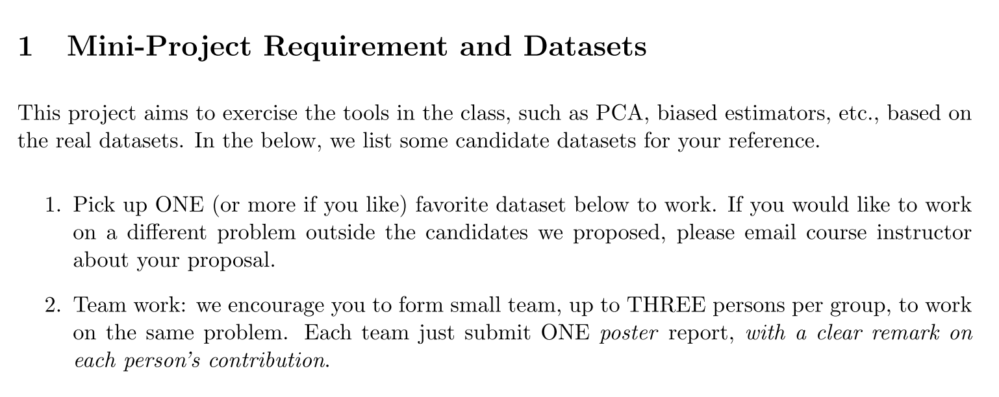 1 Mini-Project Requirement and Datasets
This project aims to exercise the tools in the class, such as PCA, biased estimators, etc., based on
the real datasets. In the below, we list some candidate datasets for your reference.
1. Pick up ONE (or more if you like) favorite dataset below to work. If you would like to work
on a different problem outside the candidates we proposed, please email course instructor
about your proposal.
2. Team work: we encourage you to form small team, up to THREE persons per group, to work
on the same problem. Each team just submit ONE poster report, with a clear remark on
each person's contribution.